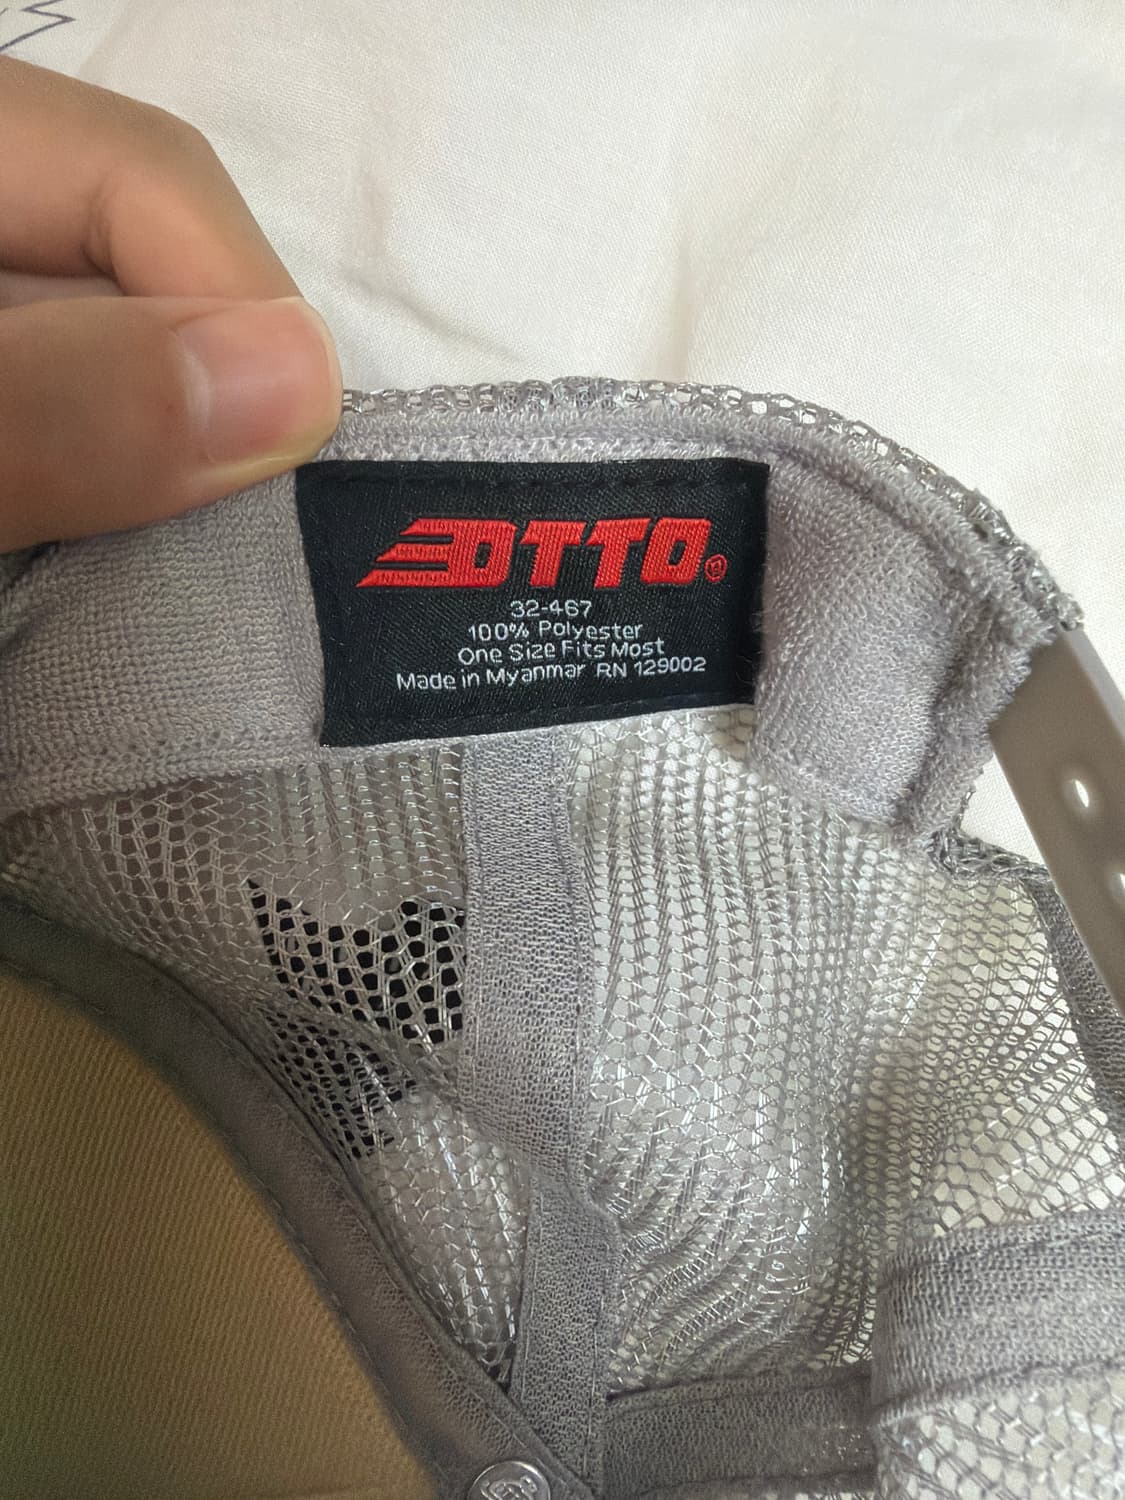 OTTO®
32-467
100% Polyester
One Size Fits Most
Made in Myanmar RN 129002